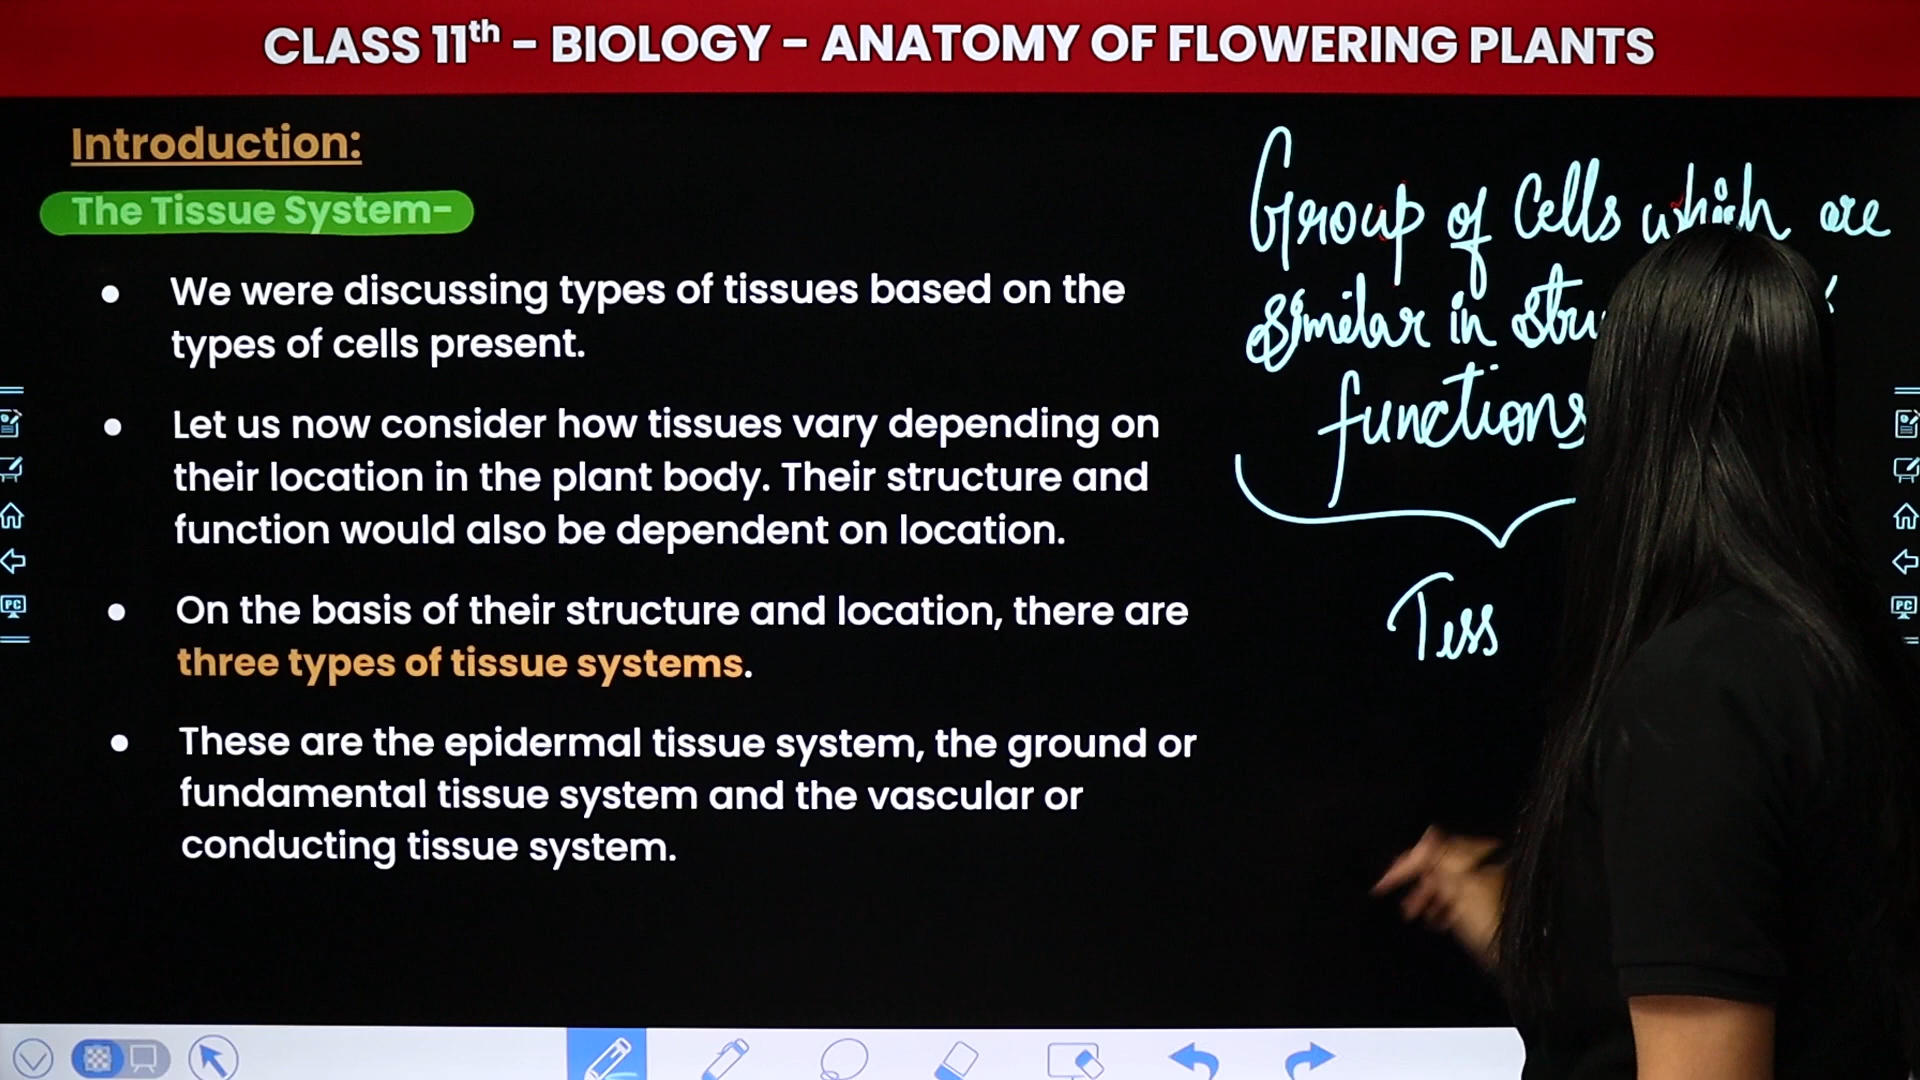 CLASS 11th - BIOLOGY - ANATOMY OF FLOWERING PLANTS
Introduction:
The Tissue System-
• We were discussing types of tissues based on the
types of cells present.
• Let us now consider how tissues vary depending on
their location in the plant body. Their structure and
function would also be dependent on location.
• On the basis of their structure and location, there are
three types of tissue systems.
• These are the epidermal tissue system, the ground or
fundamental tissue system and the vascular or
conducting tissue system.
Group of Cells which are
similar in
functions
Tiss
PC
PC